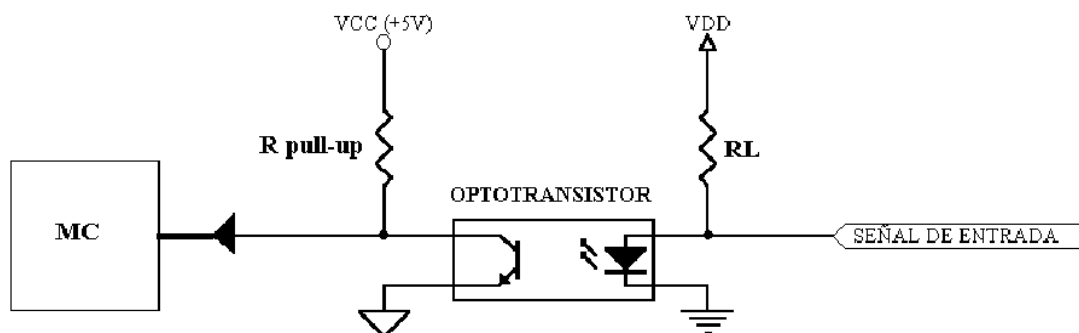 VCC (+5V)
VDD
R pull-up
RL
OPTOTRANSISTOR
MC
SEÑAL DE ENTRADA